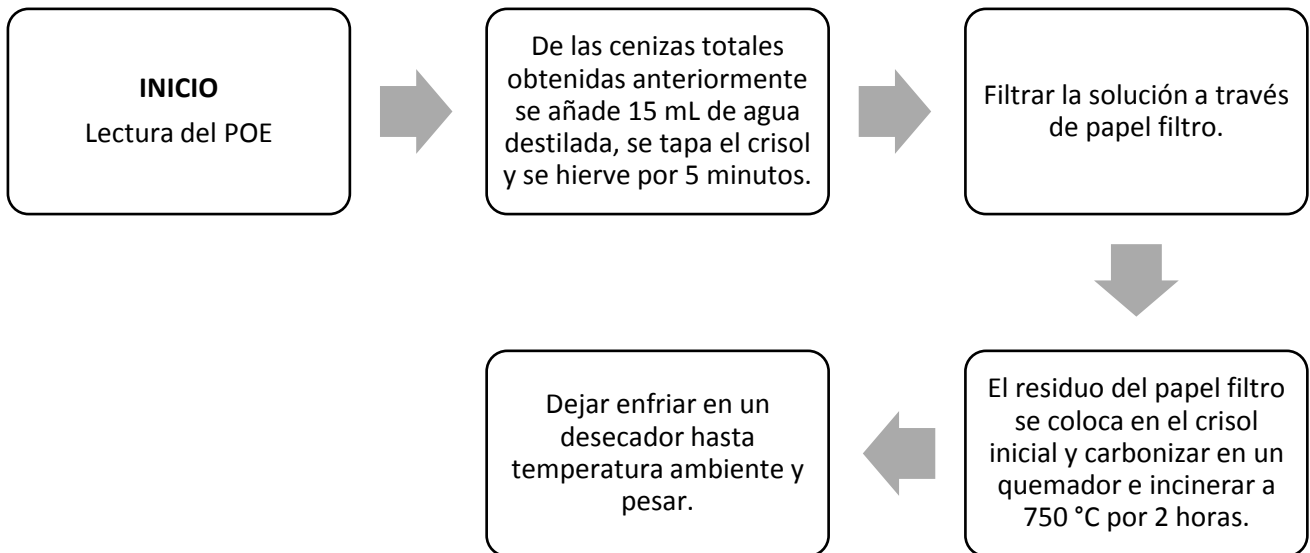 INICIO
Lectura del POE
De las cenizas totales
obtenidas anteriormente
se añade 15 mL de agua
destilada, se tapa el crisol
y se hierve por 5 minutos.
Filtrar la solución a través
de papel filtro.
El residuo del papel filtro
se coloca en el crisol
inicial y carbonizar en un
quemador e incinerar a
750 °C por 2 horas.
Dejar enfriar en un
desecador hasta
temperatura ambiente y
pesar.